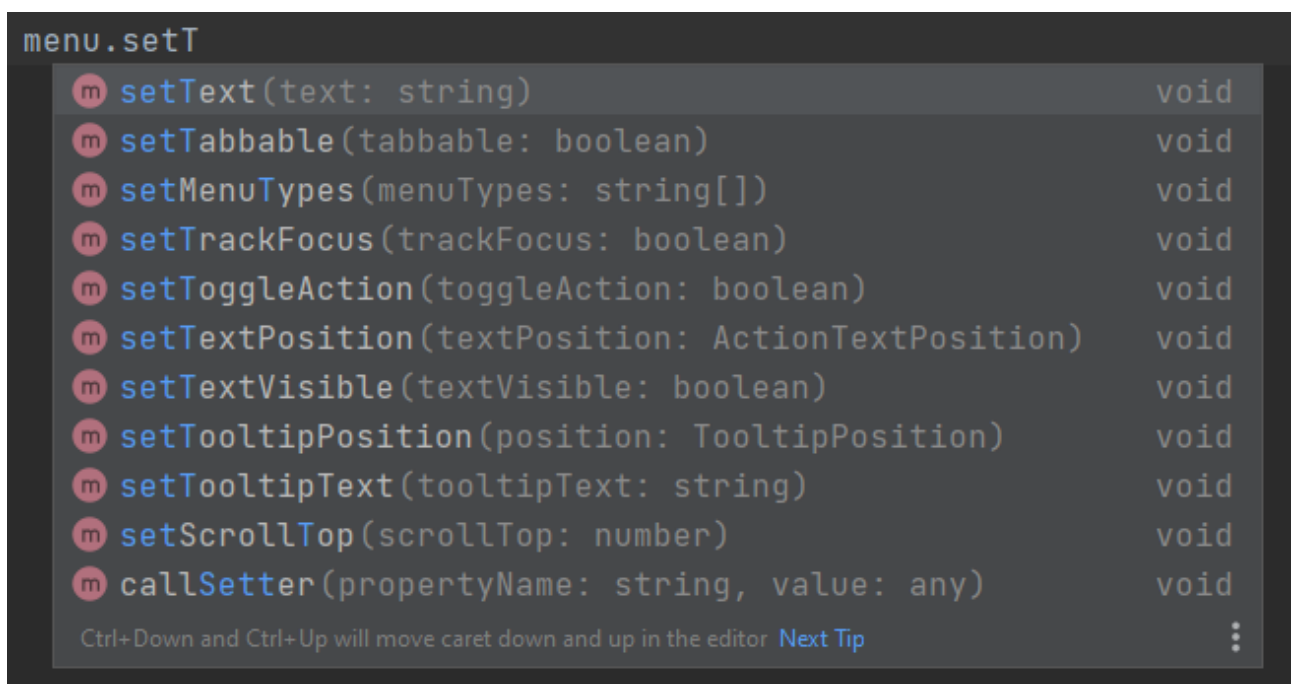 menu.setT
m setText(text: string) void
m setTabbable(tabbable: boolean) void
m setMenuTypes(menuTypes: string[]) void
m setTrackFocus(trackFocus: boolean) void
m setToggleAction(toggleAction: boolean) void
m setTextPosition(textPosition: ActionTextPosition) void
m setTextVisible(textVisible: boolean) void
m setTooltipPosition(position: TooltipPosition) void
m setTooltipText(tooltipText: string) void
m setScrollTop(scrollTop: number) void
m callSetter(propertyName: string, value: any) void
Ctrl+Down and Ctrl+Up will move caret down and up in the editor Next Tip